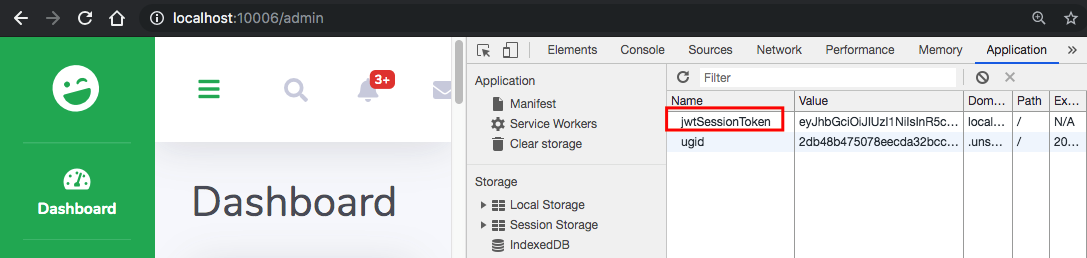 localhost:10006/admin
Elements Console Sources Network Performance Memory Application »
Application
Manifest
Service Workers
Clear storage
Storage
Local Storage
Session Storage
IndexedDB
Filter
Name Value Dom... Path Ex...
jwtSessionToken eyJhbGciOiJIUzI1NiIsInR5c... local... / N/A
ugid 2db48b475078eecda32bcc... .uns... / 20...
3+
Dashboard
Dashboard